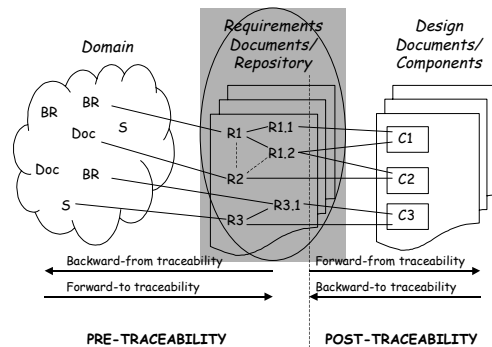 Domain
Requirements
Documents/
Repository
Design
Documents/
Components
BR
BR
Doc
S
Doc
BR
S
R1
R1,1
R1,2
R2
R3.1
R3
C1
C2
C3
Backward-from traceability
Forward-from traceability
Forward-to traceability
Backward-to traceability
PRE-TRACEABILITY
POST-TRACEABILITY